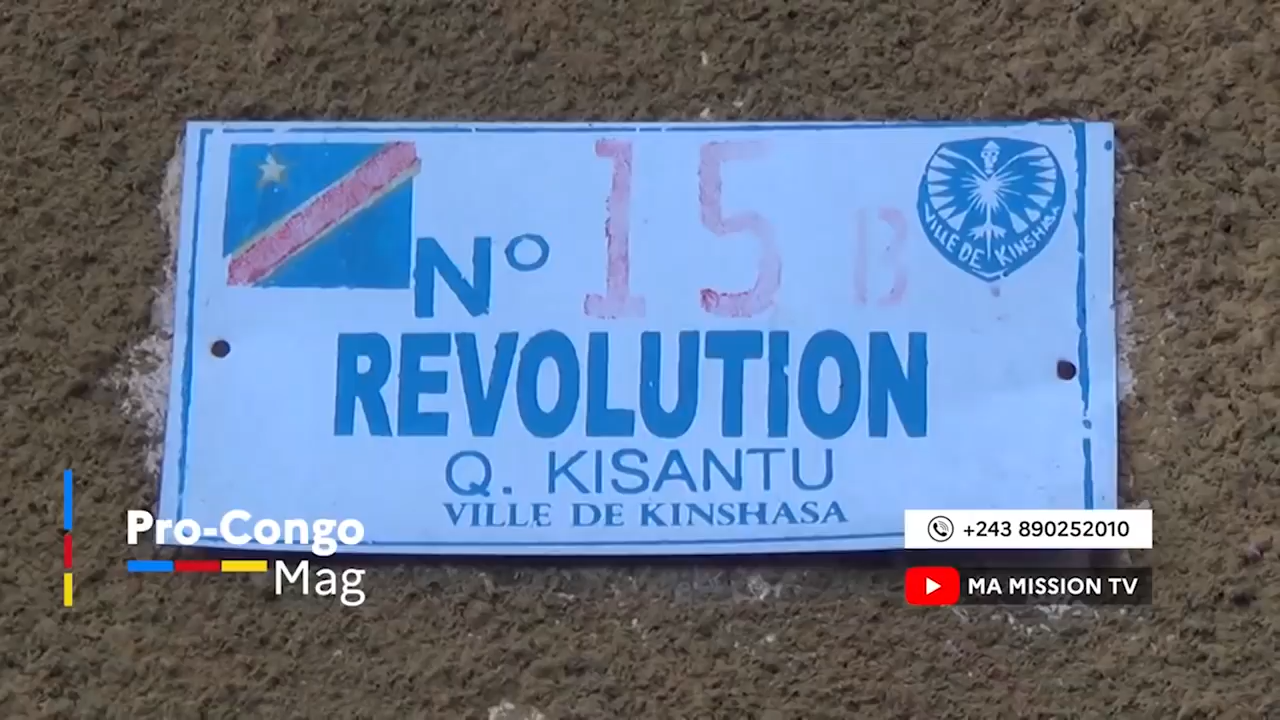 N° 15 B
VILLE DE KINSHASA
REVOLUTION
Q. KISANTU
VILLE DE KINSHASA
Pro-Congo
Mag
+243 890252010
MA MISSION TV